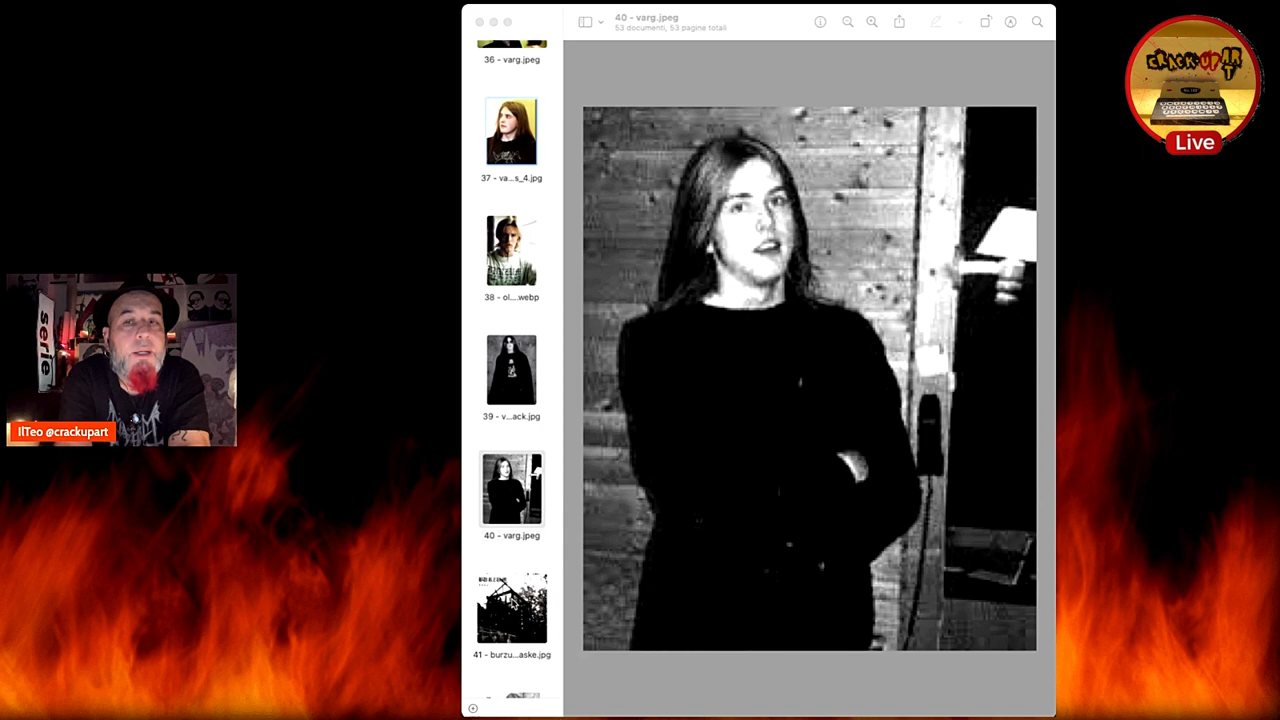 40 - varg.jpeg
53 documenti, 53 pagine totali
36 - varg.jpeg
37 - va...s_4.jpg
38 - ol....webp
39 - v...ack.jpg
40 - varg.jpeg
41 - burzu...aske.jpg
serie
IlTeo @crackupart
CRACK-UP ART
Live